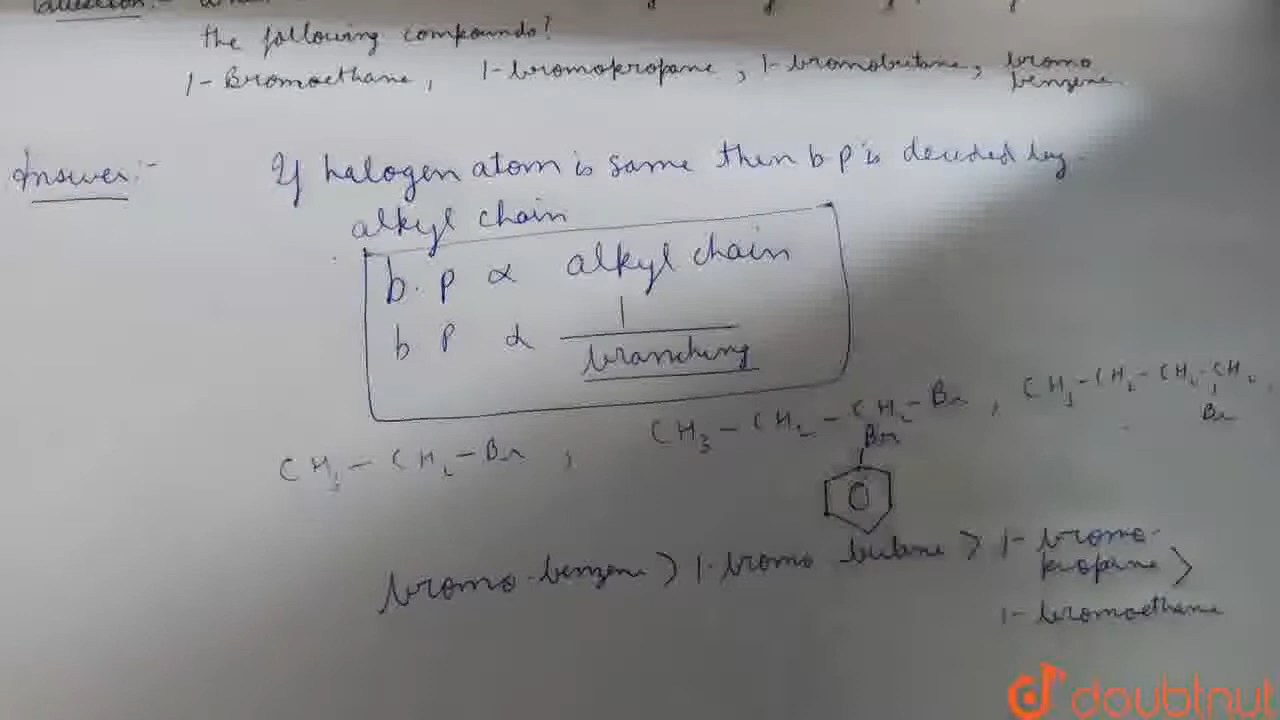 Question:-
the following compounds?
1-Bromoethane, 1-bromopropane, 1-bromobutane, bromo
benzene.
Answer:- If halogen atom is same then b.p is decided by
alkyl chain
b.p ∝ alkyl chain
b p ∝ 1
branching
CH3-CH2-CH2-CH2
Br
CH3-CH2-Br, CH3-CH2-CH2-Br,
Br
bromo-benzene > 1-bromo butane > 1-bromo-
propane >
1-bromoethane
doubtnut